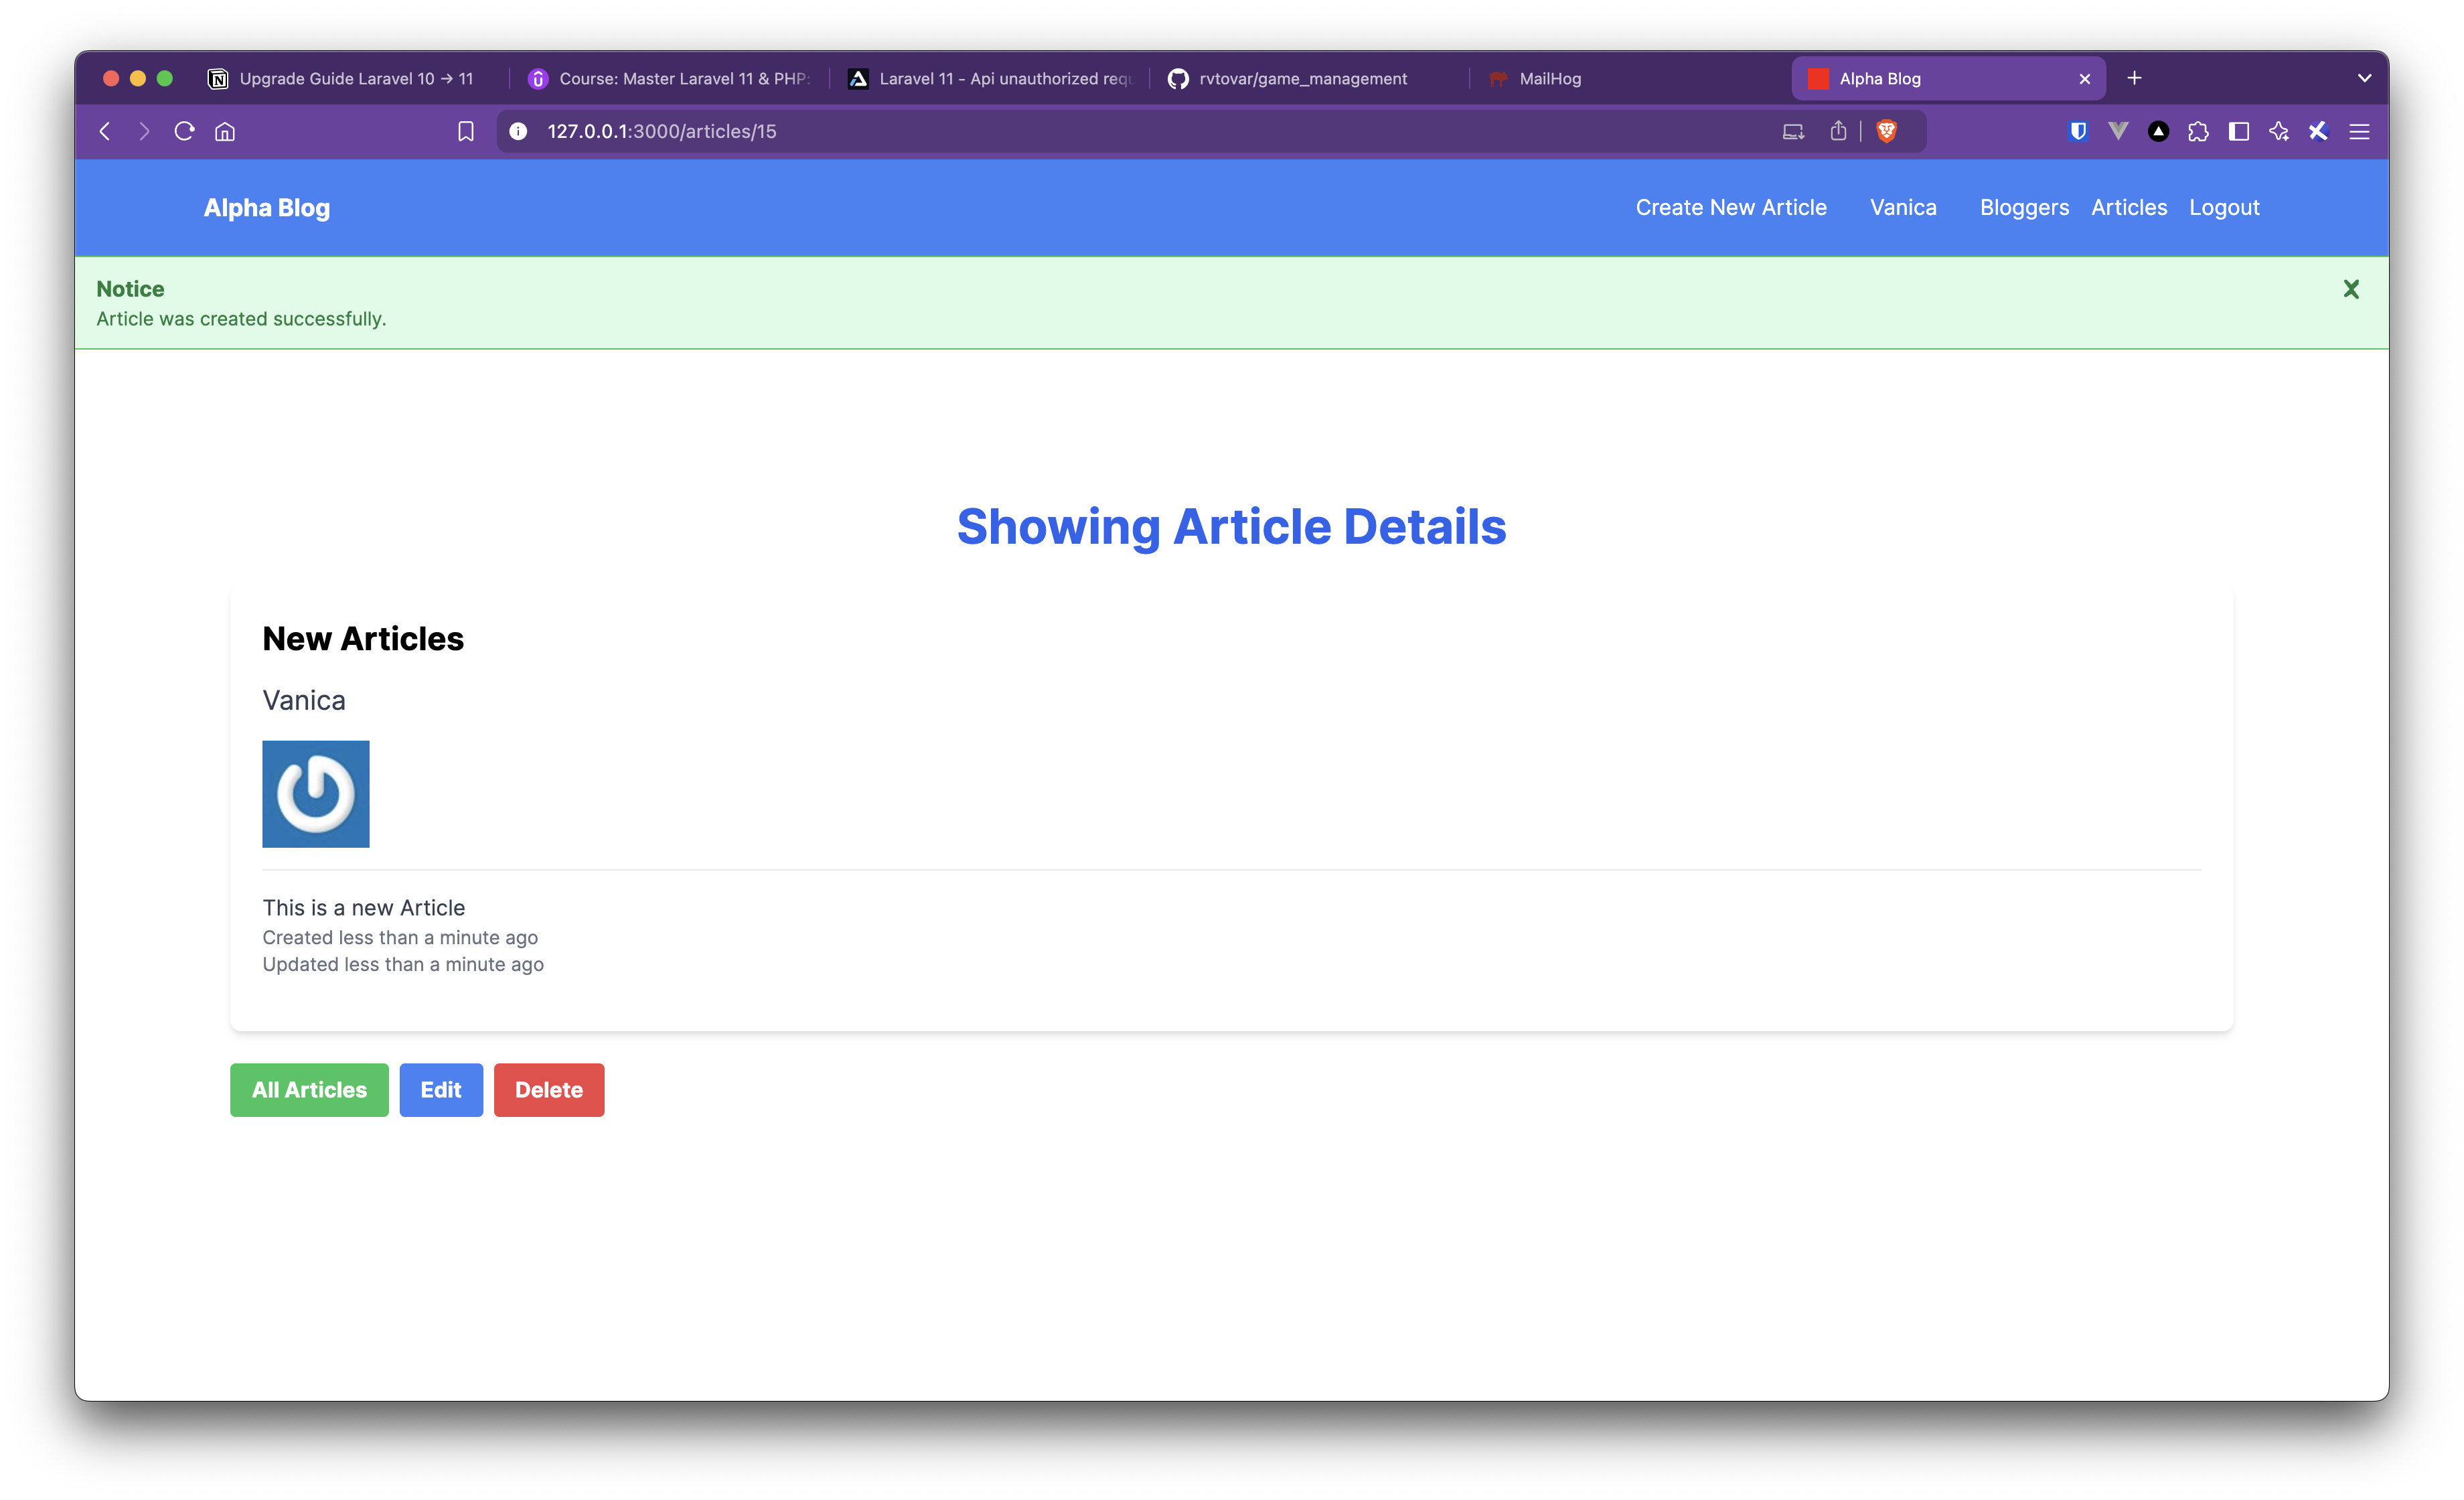 Upgrade Guide Laravel 10 → 11
Course: Master Laravel 11 & PHP:
Laravel 11 - Api unauthorized requ
rvtovar/game_management
MailHog
Alpha Blog
127.0.0.1:3000/articles/15
Alpha Blog
Create New Article
Vanica
Bloggers
Articles
Logout
Notice
Article was created successfully.
Showing Article Details
New Articles
Vanica
This is a new Article
Created less than a minute ago
Updated less than a minute ago
All Articles
Edit
Delete